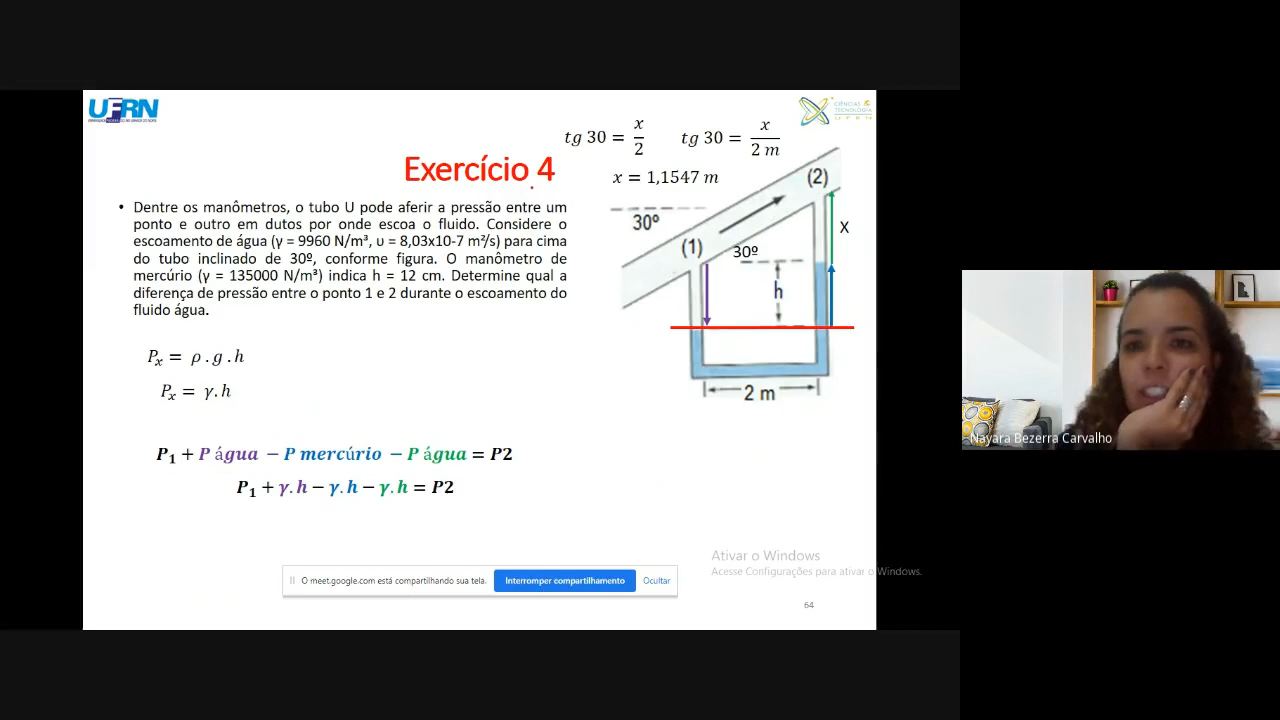 UFRN
CIÊNCIAS &
TECNOLOGIA
UFRN
tg 30 = x/2 tg 30 = x/2 m
Exercício 4
x = 1,1547 m
• Dentre os manômetros, o tubo U pode aferir a pressão entre um
ponto e outro em dutos por onde escoa o fluido. Considere o
escoamento de água (γ = 9960 N/m³, υ = 8,03x10-7 m²/s) para cima
do tubo inclinado de 30º, conforme figura. O manômetro de
mercúrio (γ = 135000 N/m³) indica h = 12 cm. Determine qual a
diferença de pressão entre o ponto 1 e 2 durante o escoamento do
fluido água.
(2)
30º
X
(1)
30º
h
2 m
Pₓ = ρ . g . h
Pₓ = γ. h
P₁ + P água − P mercúrio − P água = P2
P₁ + γ. h − γ. h − γ. h = P2
Nayara Bezerra Carvalho
Ativar o Windows
Acesse Configurações para ativar o Windows.
O meet.google.com está compartilhando sua tela. Interromper compartilhamento Ocultar
64